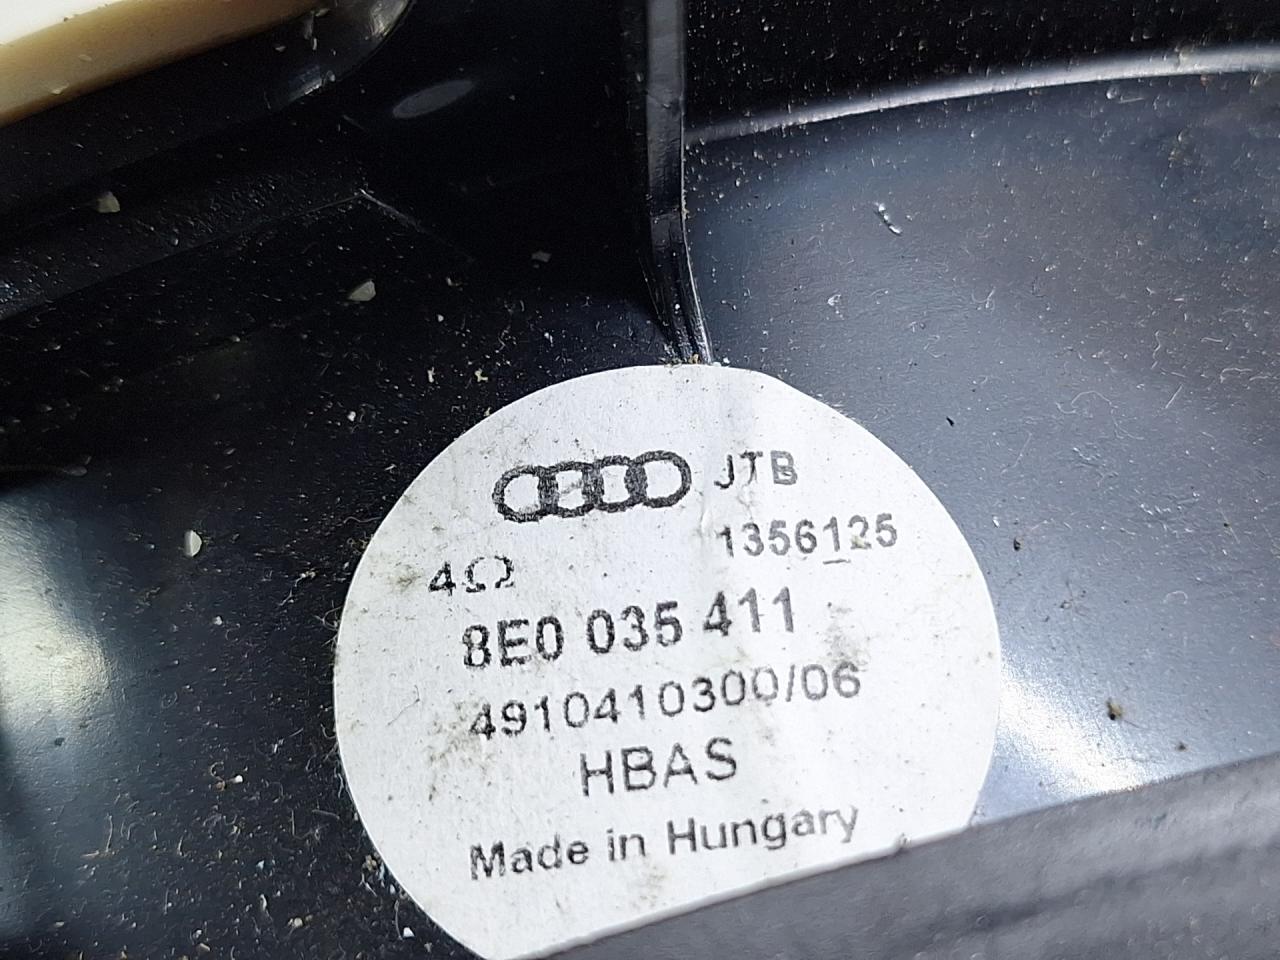 JTB
1356125
4Ω
8E0 035 411
4910410300/06
HBAS
Made in Hungary